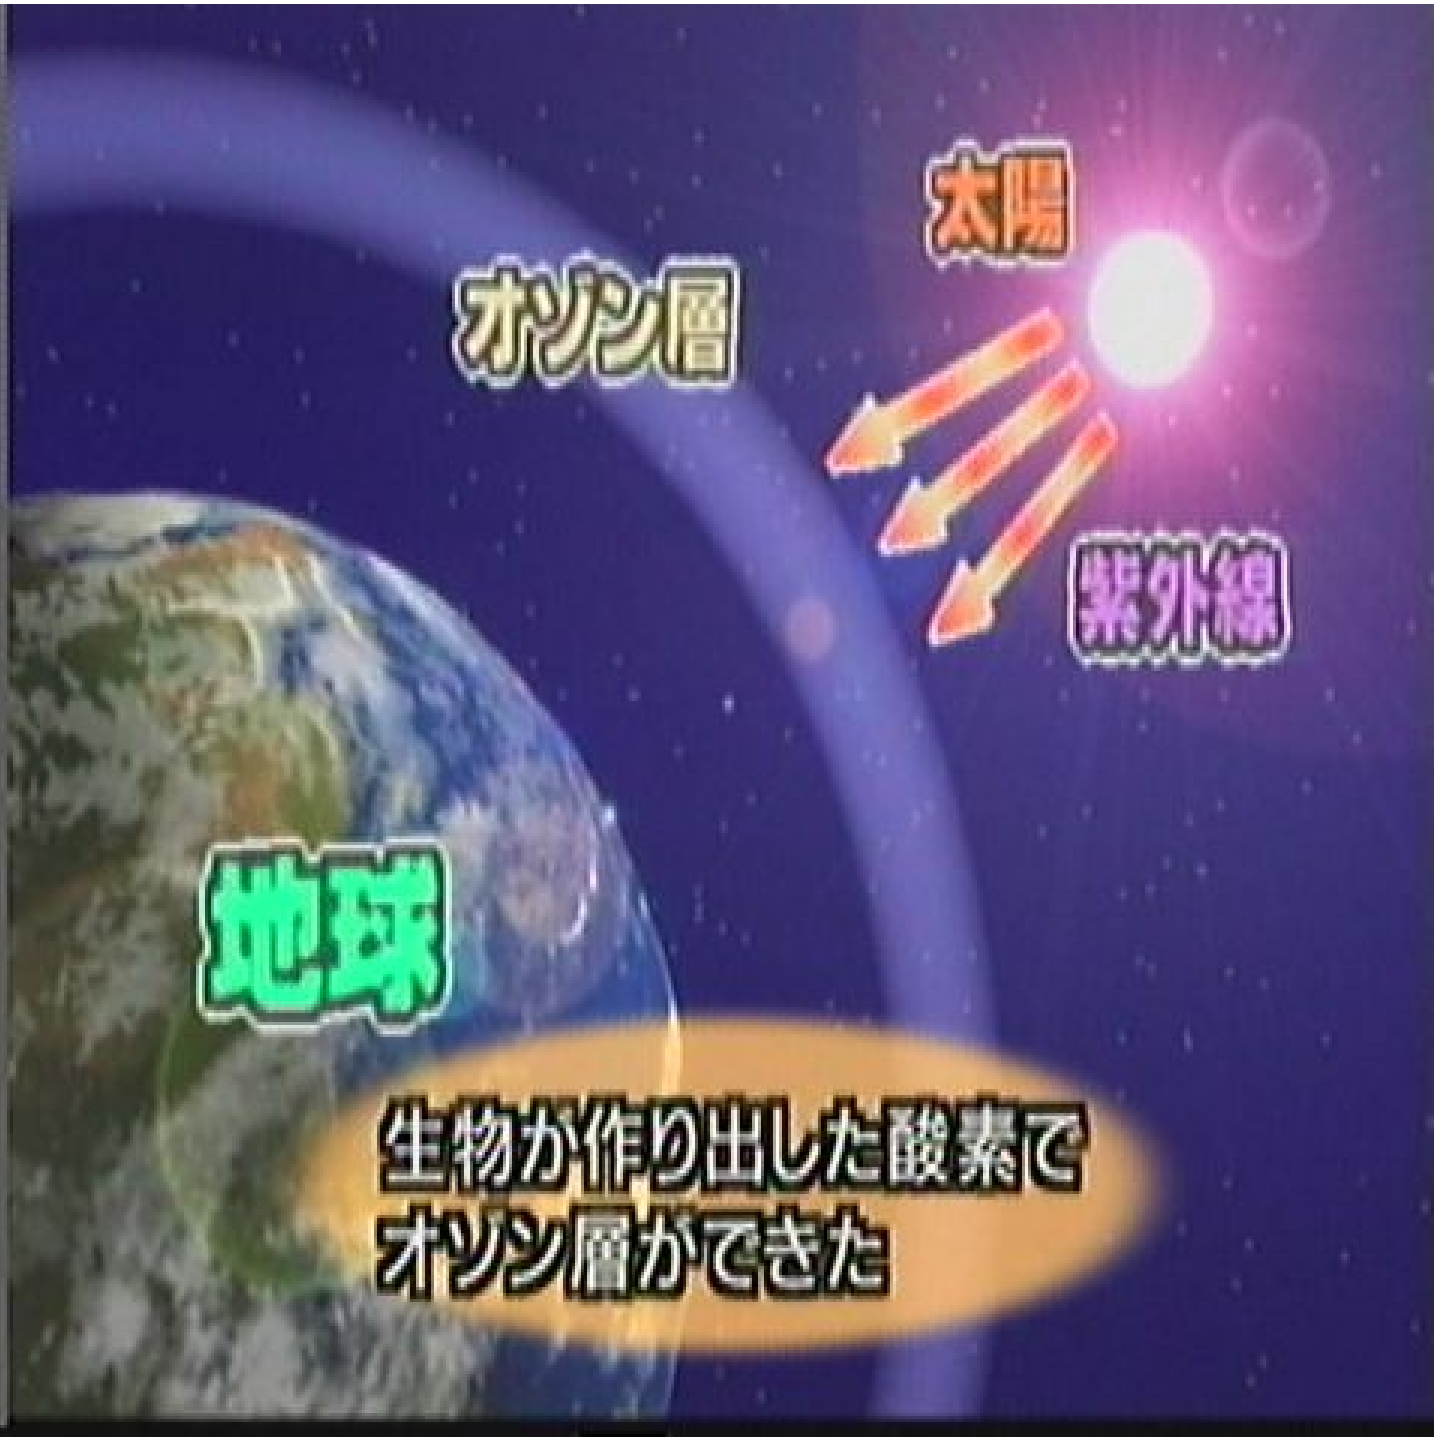 太陽
オゾン層
紫外線
地球
生物が作り出した酸素で
オゾン層ができた